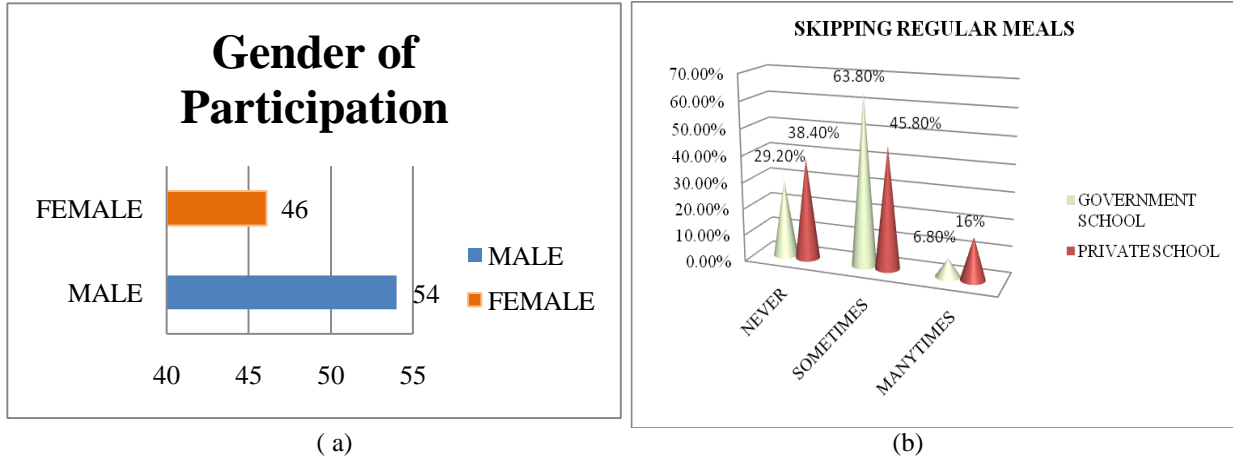 Gender of
Participation
FEMALE
46
MALE
54
40 45 50 55
MALE
FEMALE
( a)
SKIPPING REGULAR MEALS
70.00%
60.00%
50.00%
40.00%
30.00%
20.00%
10.00%
0.00%
29.20%
38.40%
63.80%
45.80%
6.80%
16%
NEVER
SOMETIMES
MANYTIMES
GOVERNMENT
SCHOOL
PRIVATE SCHOOL
(b)